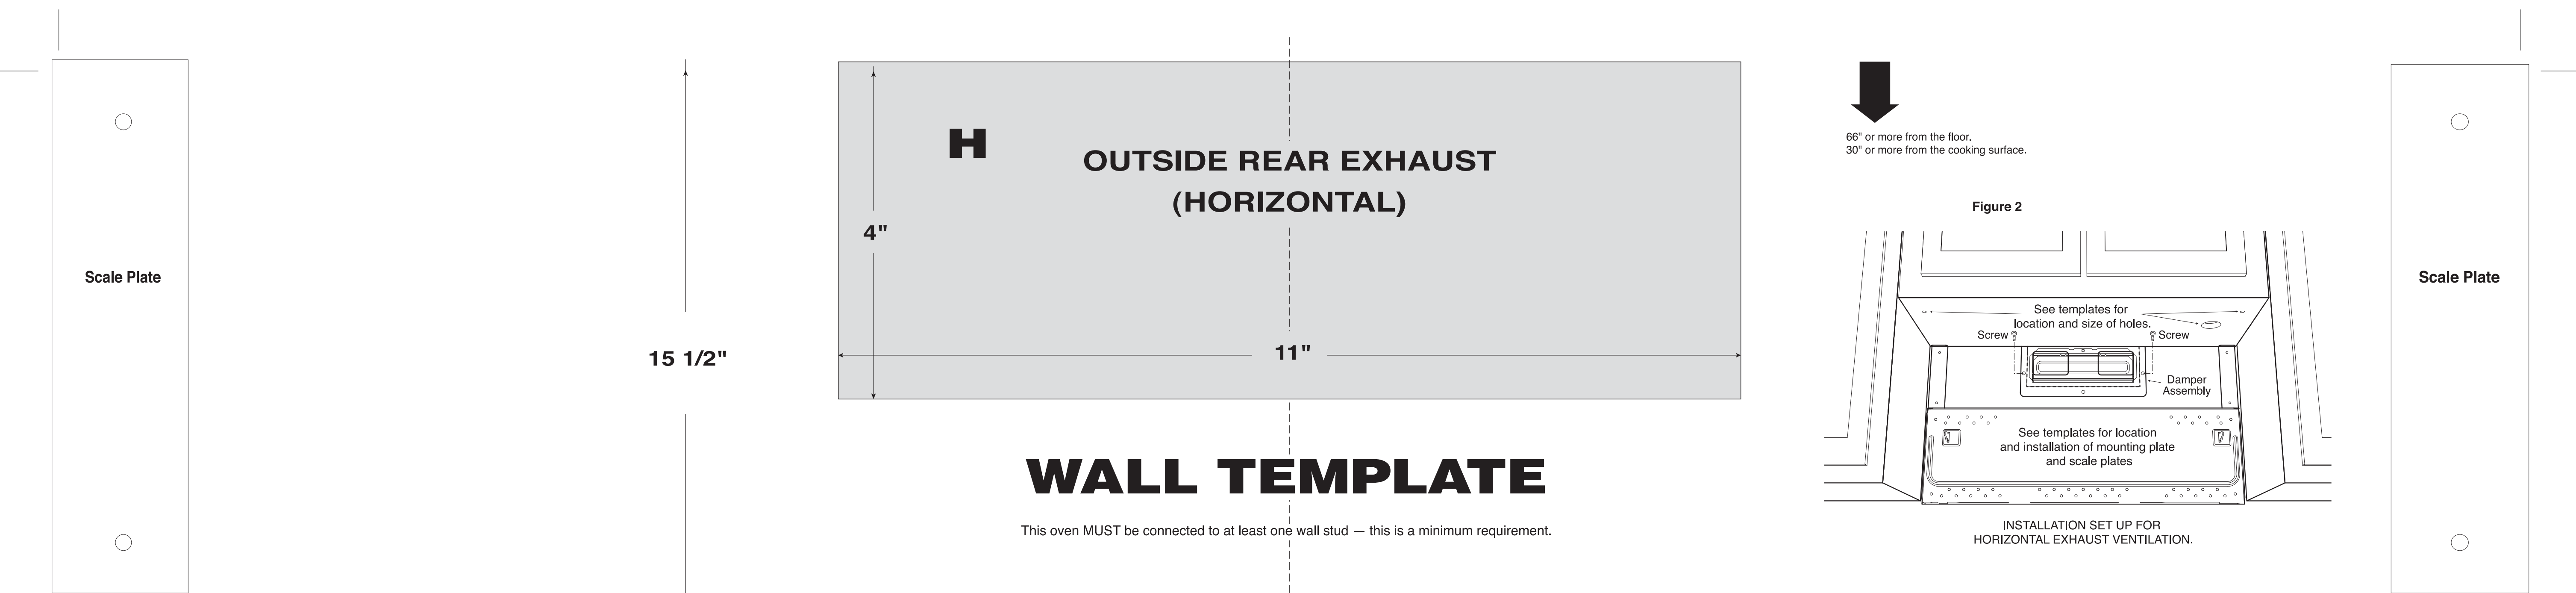 Scale Plate
15 1/2"
H
OUTSIDE REAR EXHAUST
(HORIZONTAL)
4"
11"
WALL TEMPLATE
This oven MUST be connected to at least one wall stud — this is a minimum requirement.
66" or more from the floor.
30" or more from the cooking surface.
Figure 2
See templates for
location and size of holes.
Screw
Screw
Damper
Assembly
See templates for location
and installation of mounting plate
and scale plates
INSTALLATION SET UP FOR
HORIZONTAL EXHAUST VENTILATION.
Scale Plate